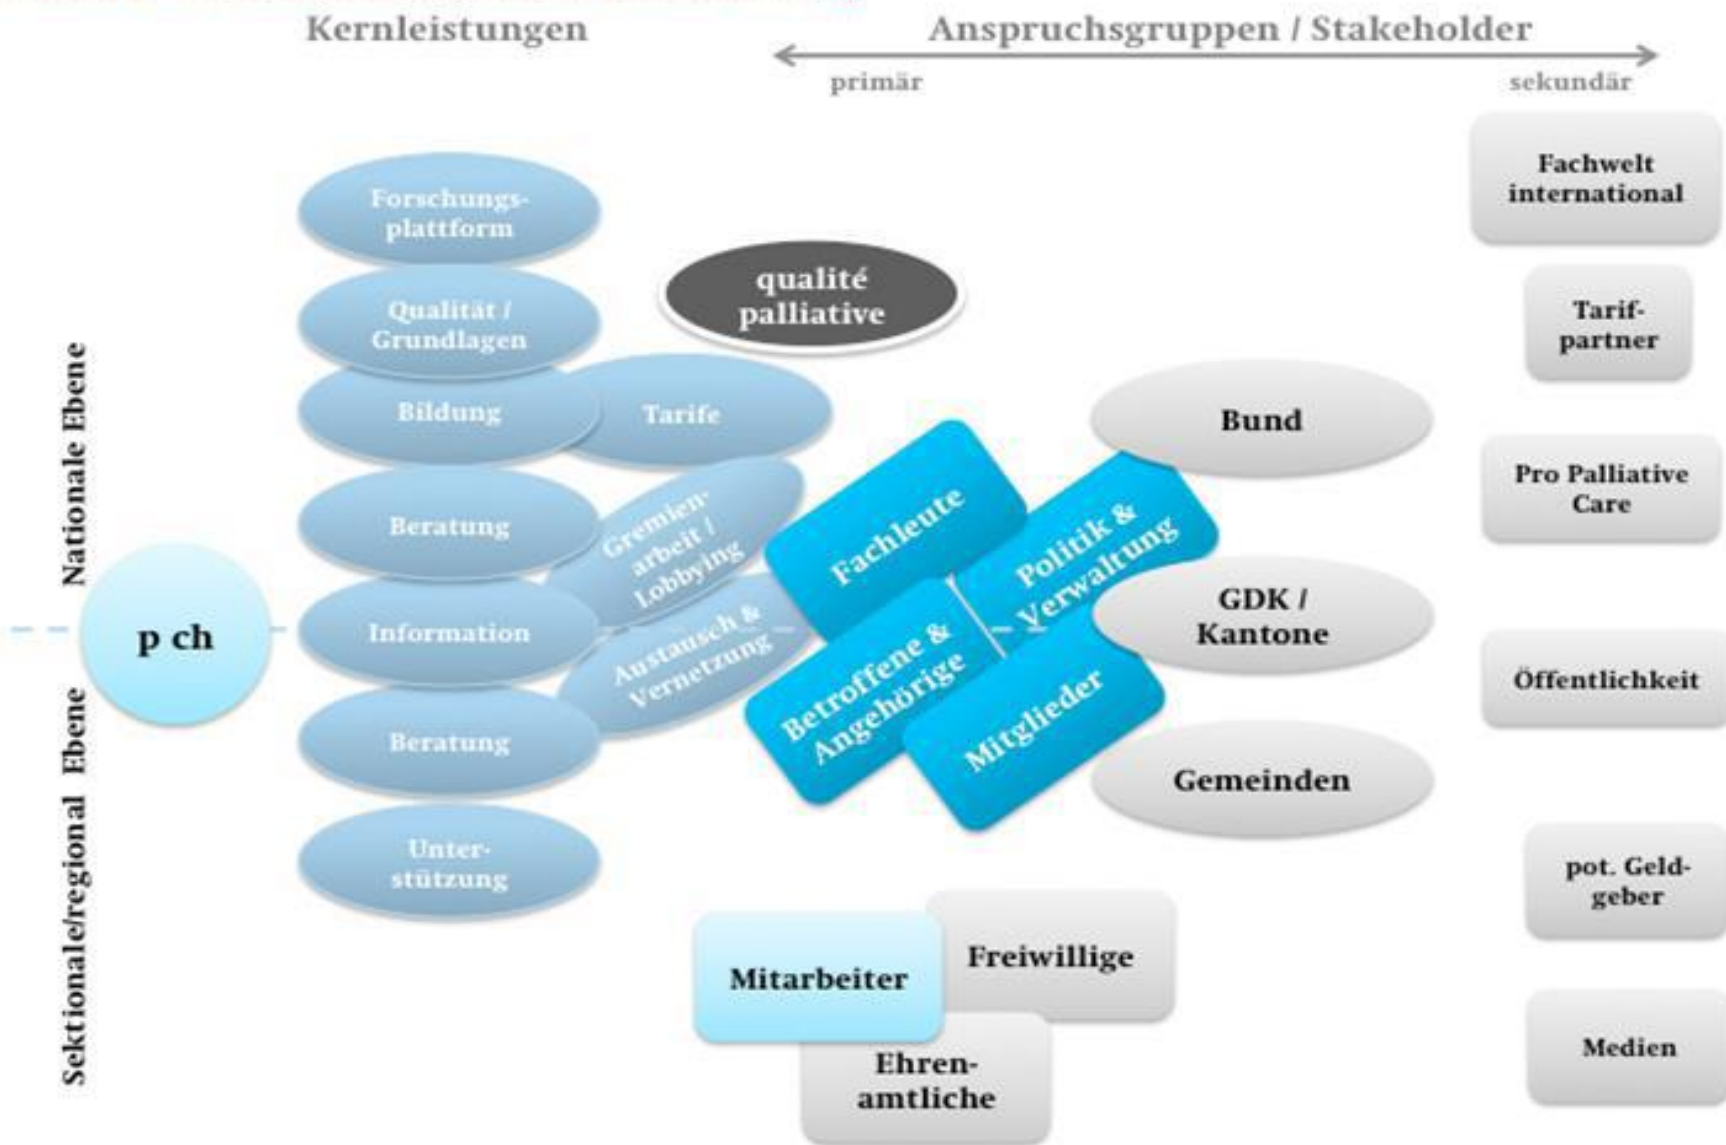 Kernleistungen
Anspruchsgruppen / Stakeholder
primär
sekundär
Nationale Ebene
Sektionale/regional Ebene
p ch
Forschungs-
plattform
Qualität /
Grundlagen
Bildung
Tarife
Beratung
Gremien-
arbeit /
Lobbying
Information
Austausch &
Vernetzung
Beratung
Unter-
stützung
qualité
palliative
Fachleute
Politik &
Verwaltung
Betroffene &
Angehörige
Mitglieder
Bund
GDK /
Kantone
Gemeinden
Mitarbeiter
Freiwillige
Ehren-
amtliche
Fachwelt
international
Tarif-
partner
Pro Palliative
Care
Öffentlichkeit
pot. Geld-
geber
Medien